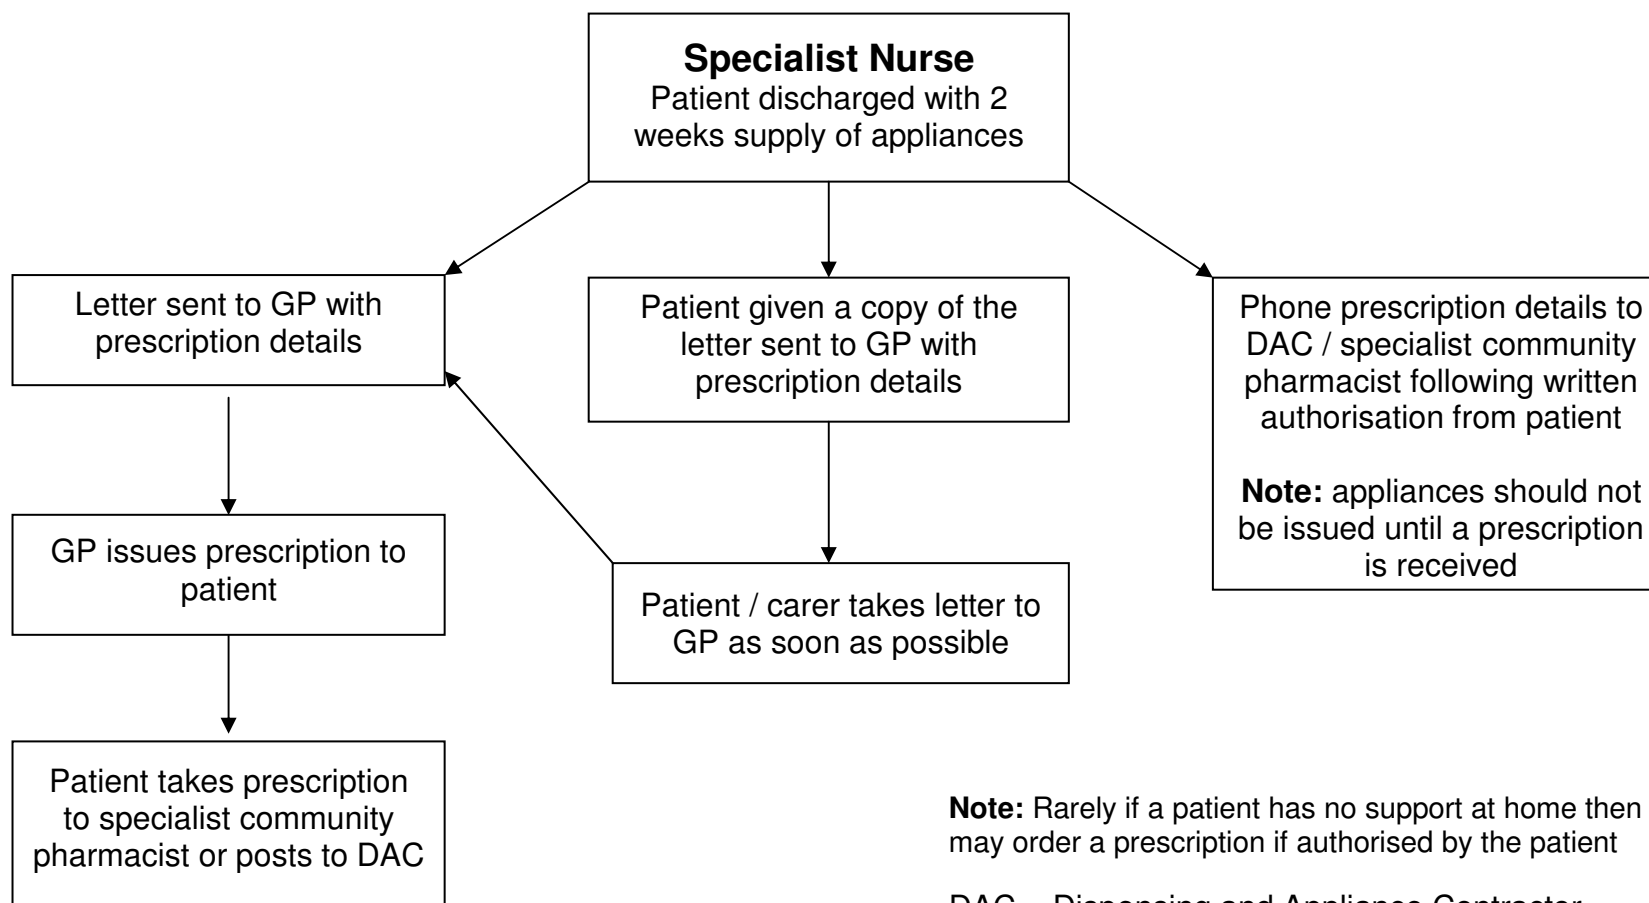 Specialist Nurse
Patient discharged with 2
weeks supply of appliances
Letter sent to GP with
prescription details
Patient given a copy of the
letter sent to GP with
prescription details
Phone prescription details to
DAC / specialist community
pharmacist following written
authorisation from patient
Note: appliances should not
be issued until a prescription
is received
GP issues prescription to
patient
Patient / carer takes letter to
GP as soon as possible
Patient takes prescription
to specialist community
pharmacist or posts to DAC
Note: Rarely if a patient has no support at home then
may order a prescription if authorised by the patient
DAC – Dispensing and Appliance Contractor